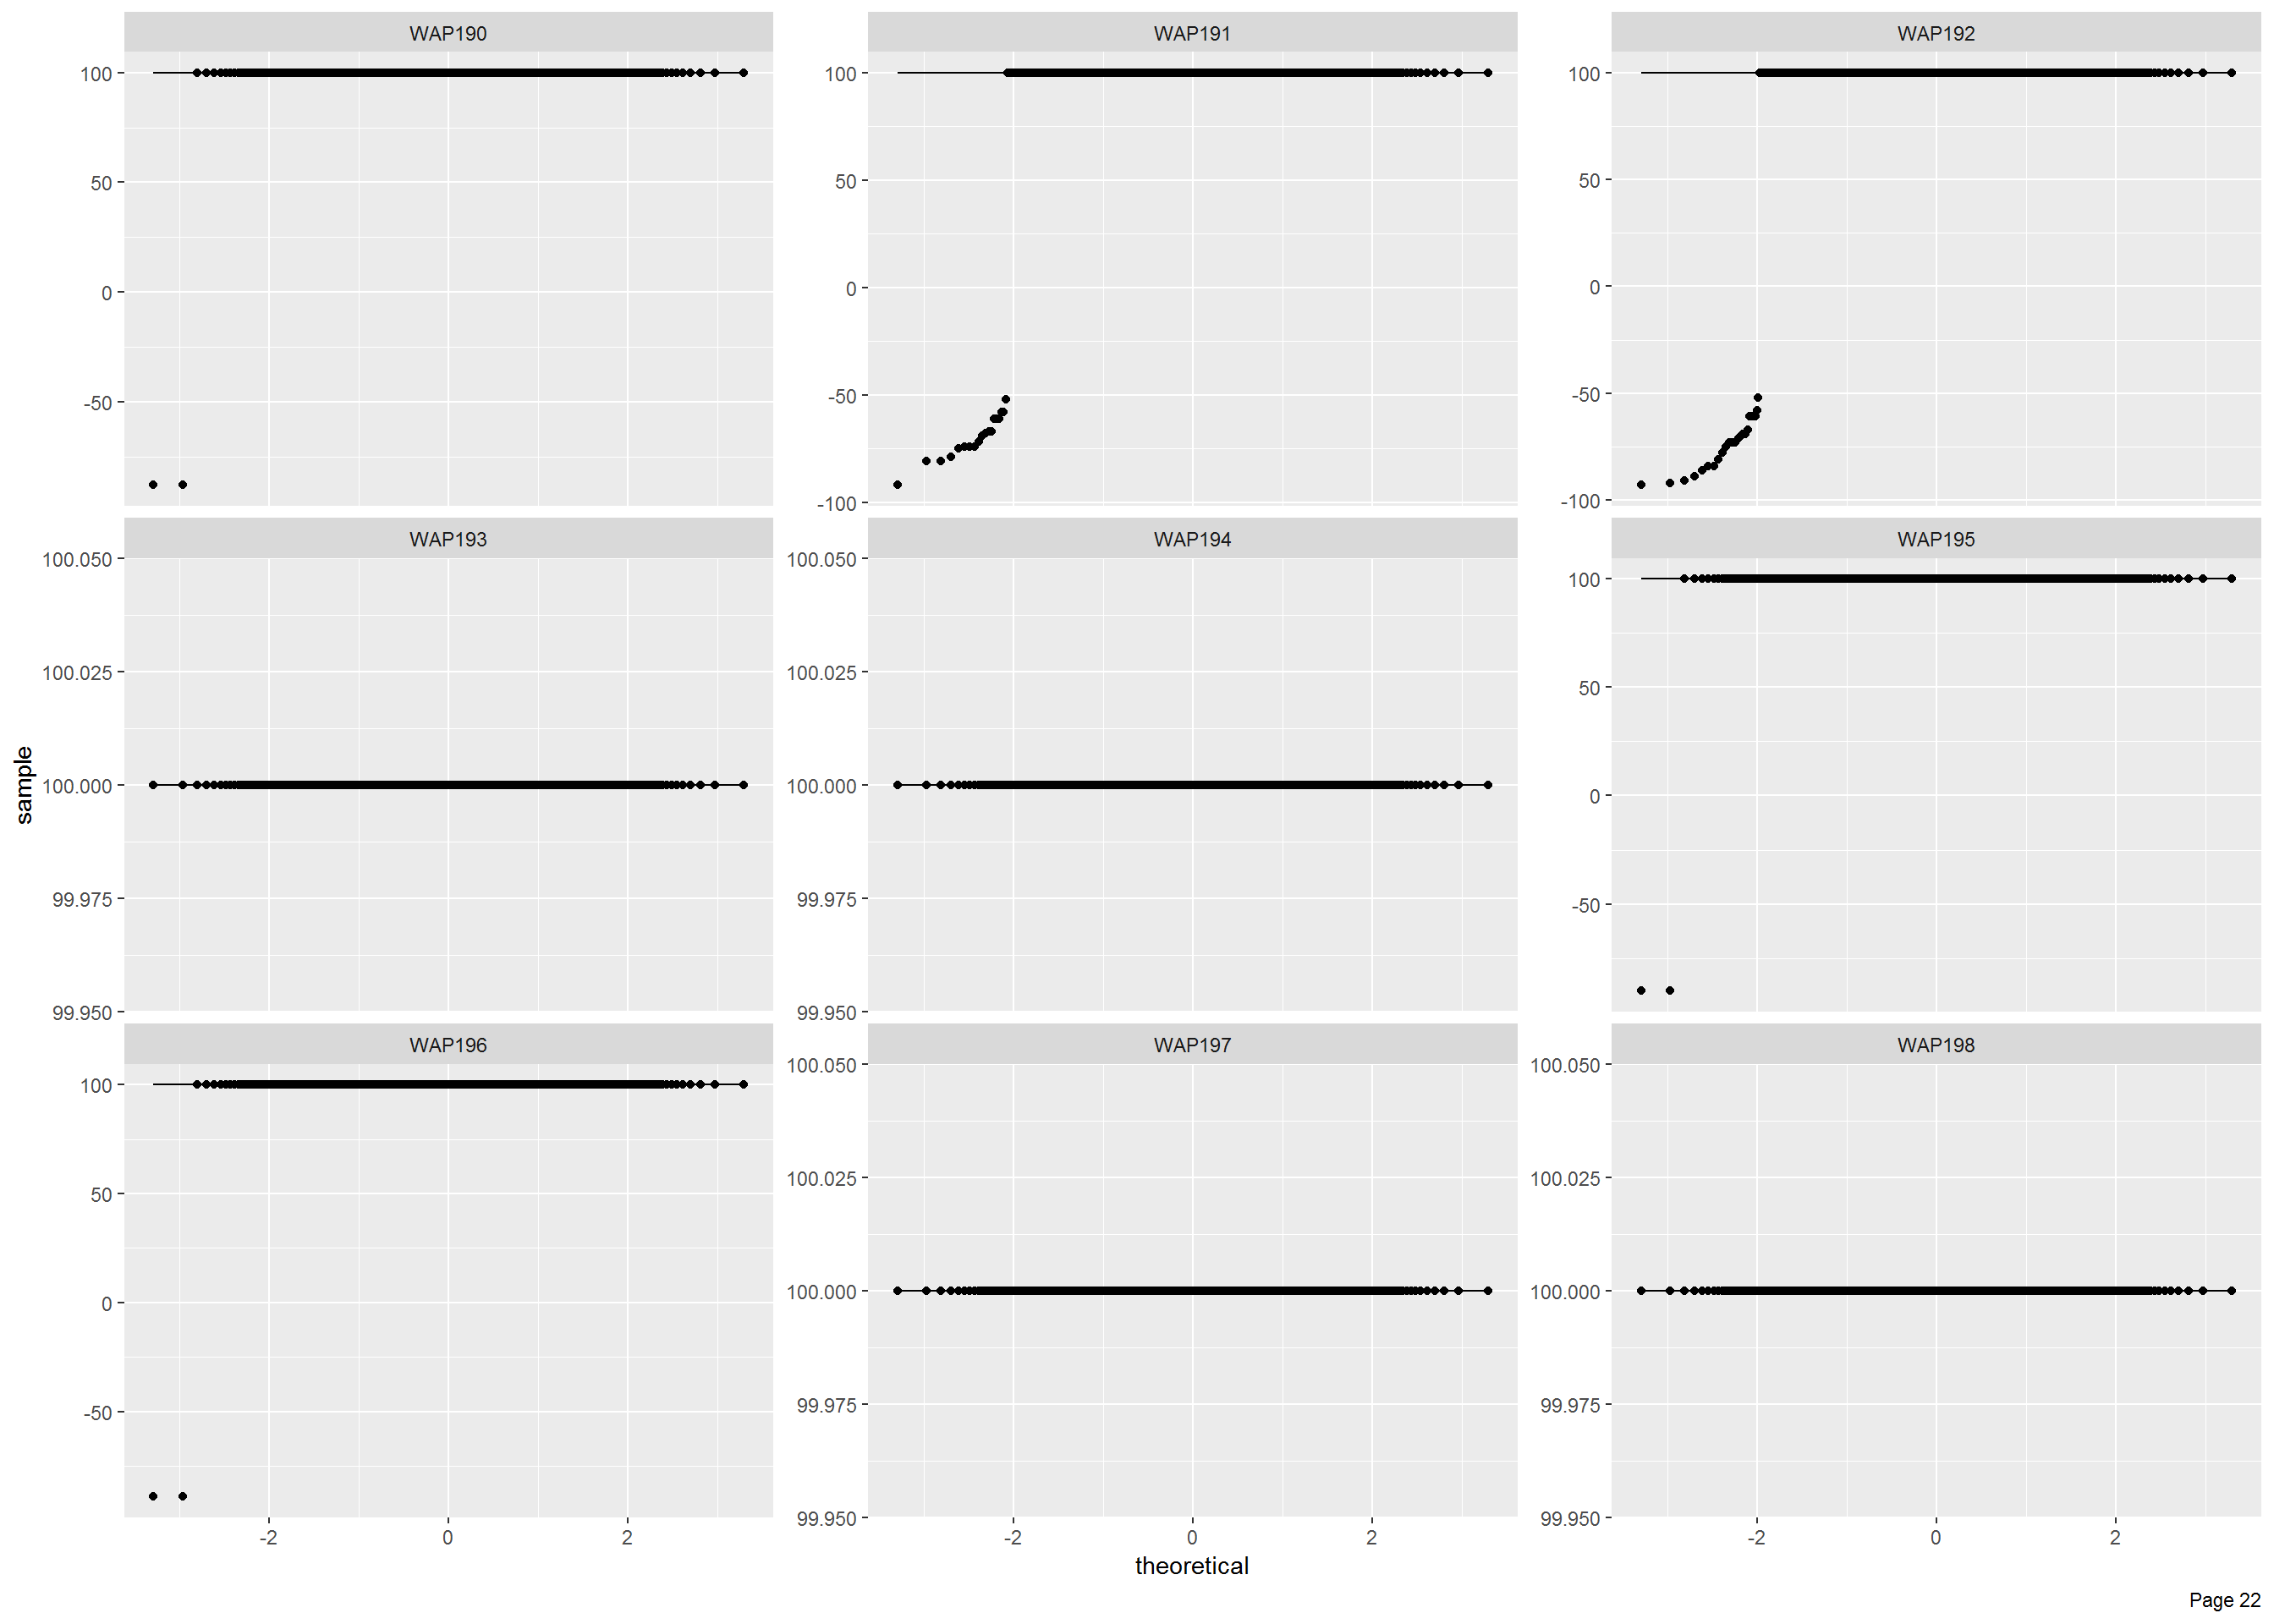 WAP190 WAP191 WAP192
100 100 100
50 50 50
0 0 0
-50 -50 -50
-100 -100
WAP193 WAP194 WAP195
100.050 100.050 100
100.025 100.025 50
100.000 100.000 0
99.975 99.975 -50
99.950 99.950
sample
WAP196 WAP197 WAP198
100 100.050 100.050
50 100.025 100.025
0 100.000 100.000
-50 99.975 99.975
99.950 99.950
-2 0 2 -2 0 2 -2 0 2
theoretical
Page 22